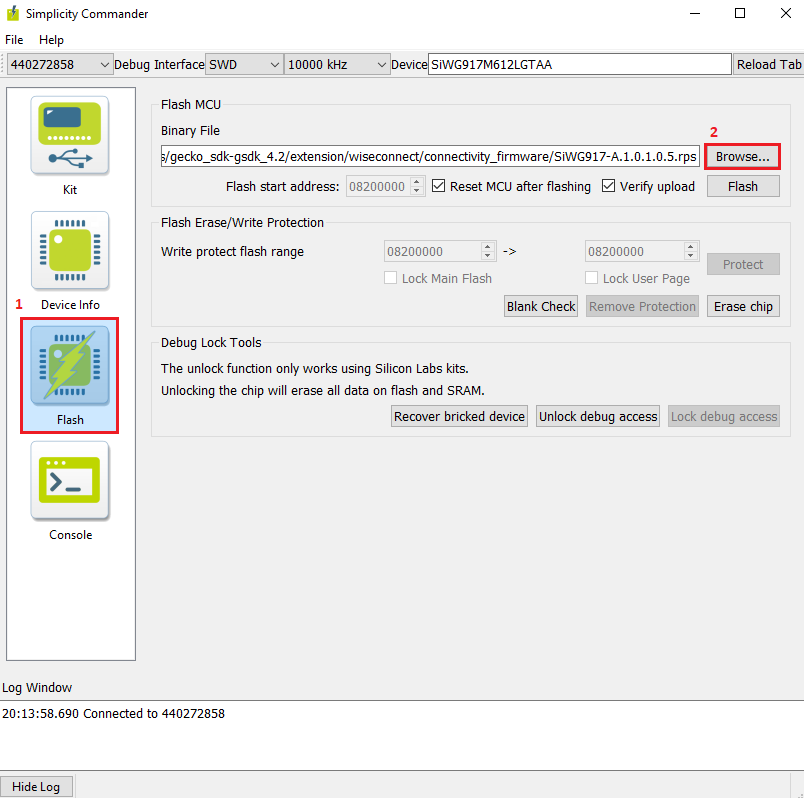 Simplicity Commander
File Help
440272858 Debug Interface SWD 10000 kHz Device SiWG917M612LGTAA Reload Tab
Kit
1 Device Info
Flash
Console
Flash MCU
Binary File
2
s/gecko_sdk-gsdk_4.2/extension/wiseconnect/connectivity_firmware/SiWG917-A.1.0.1.0.5.rps Browse...
Flash start address: 08200000 Reset MCU after flashing Verify upload Flash
Flash Erase/Write Protection
Write protect flash range 08200000 -> 08200000 Protect
Lock Main Flash Lock User Page
Blank Check Remove Protection Erase chip
Debug Lock Tools
The unlock function only works using Silicon Labs kits.
Unlocking the chip will erase all data on flash and SRAM.
Recover bricked device Unlock debug access Lock debug access
Log Window
20:13:58.690 Connected to 440272858
Hide Log